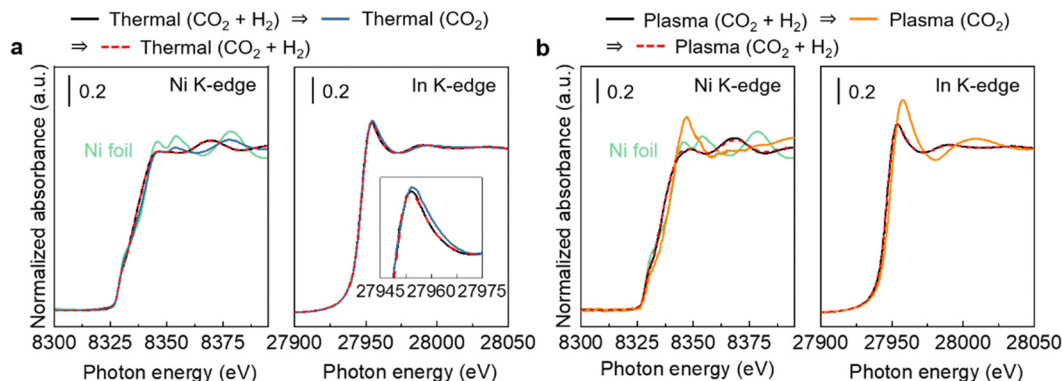 a
Thermal (CO₂ + H₂) ⇒ Thermal (CO₂)
⇒ Thermal (CO₂ + H₂)
Normalized absorbance (a.u.)
0.2
Ni K-edge
Ni foil
8300 8325 8350 8375
Photon energy (eV)
0.2
In K-edge
27945 27960 27975
27900 27950 28000 28050
Photon energy (eV)
b
Plasma (CO₂ + H₂) ⇒ Plasma (CO₂)
⇒ Plasma (CO₂ + H₂)
Normalized absorbance (a.u.)
0.2
Ni K-edge
Ni foil
8300 8325 8350 8375
Photon energy (eV)
0.2
In K-edge
27900 27950 28000 28050
Photon energy (eV)